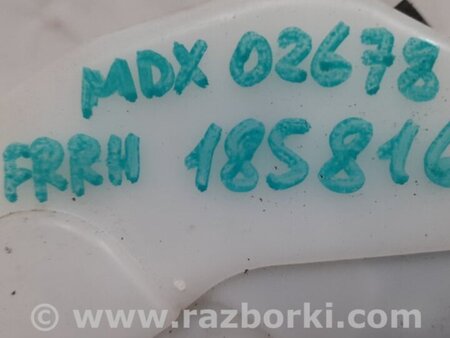 MDX 02678
FRRH 185816
© www.razborki.com